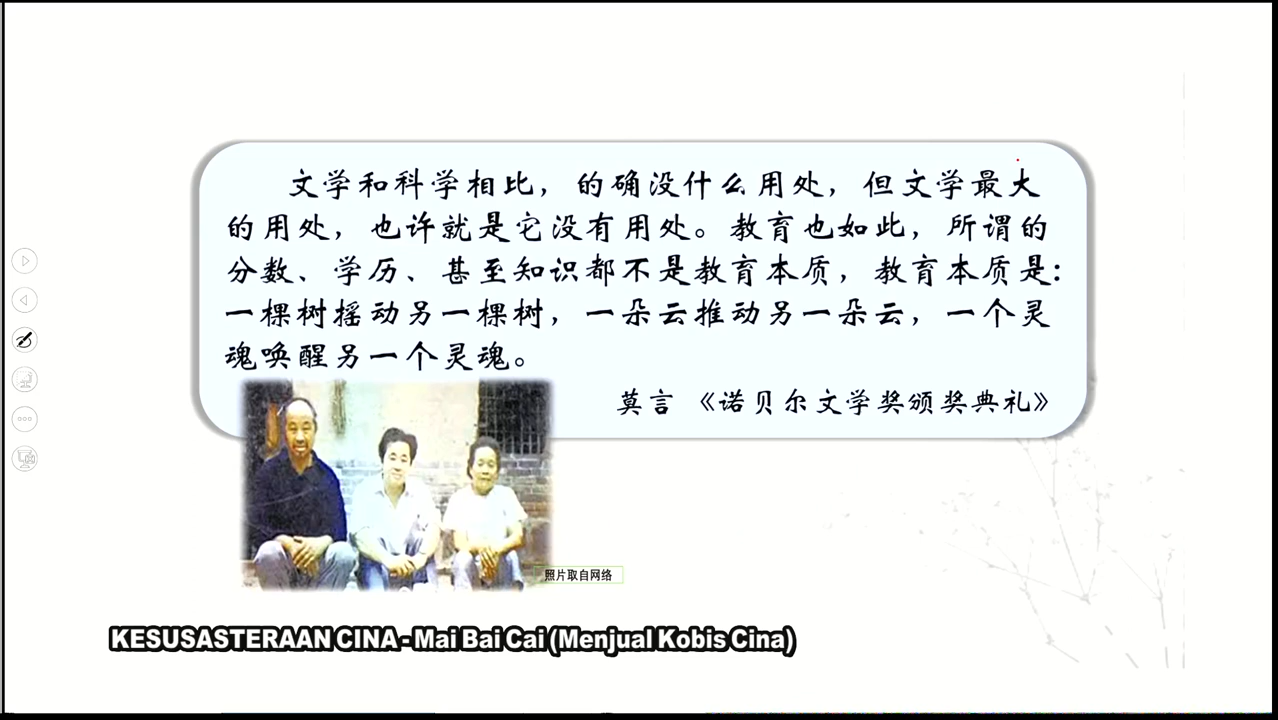 文学和科学相比，的确没什么用处，但文学最大
的用处，也许就是它没有用处。教育也如此，所谓的
分数、学历、甚至知识都不是教育本质，教育本质是：
一棵树摇动另一棵树，一朵云推动另一朵云，一个灵
魂唤醒另一个灵魂。
莫言 《诺贝尔文学奖颁奖典礼》
照片取自网络
KESUSASTERAAN CINA - Mai Bai Cai (Menjual Kobis Cina)